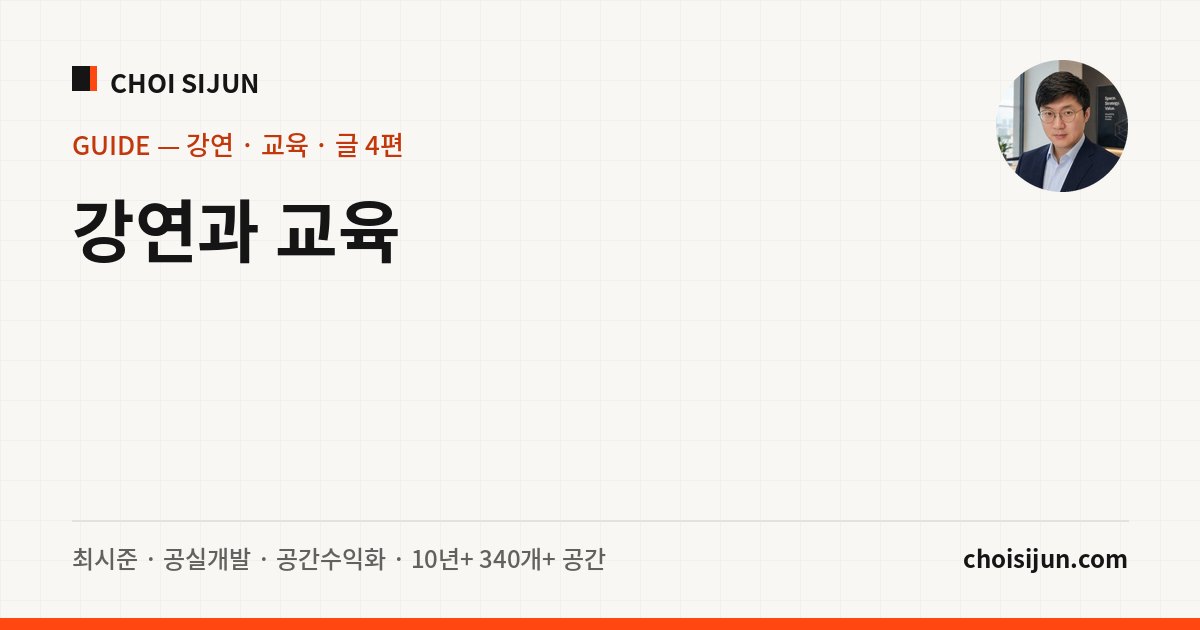 CHOI SIJUN
GUIDE — 강연 · 교육 · 글 4편
강연과 교육
최시준 · 공실개발 · 공간수익화 · 10년+ 340개+ 공간
choisijun.com